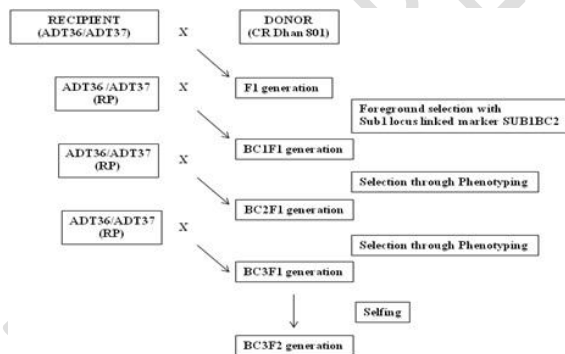 RECIPIENT
(ADT36/ADT37)
X
DONOR
(CR Dhan 801)
ADT36 /ADT37
(RP)
X
F1 generation
Foreground selection with
Sub1 locus linked marker SUB1BC2
ADT36/ADT37
(RP)
X
BC1F1 generation
Selection through Phenotyping
ADT36/ADT37
(RP)
X
BC2F1 generation
Selection through Phenotyping
BC3F1 generation
Selfing
BC3F2 generation